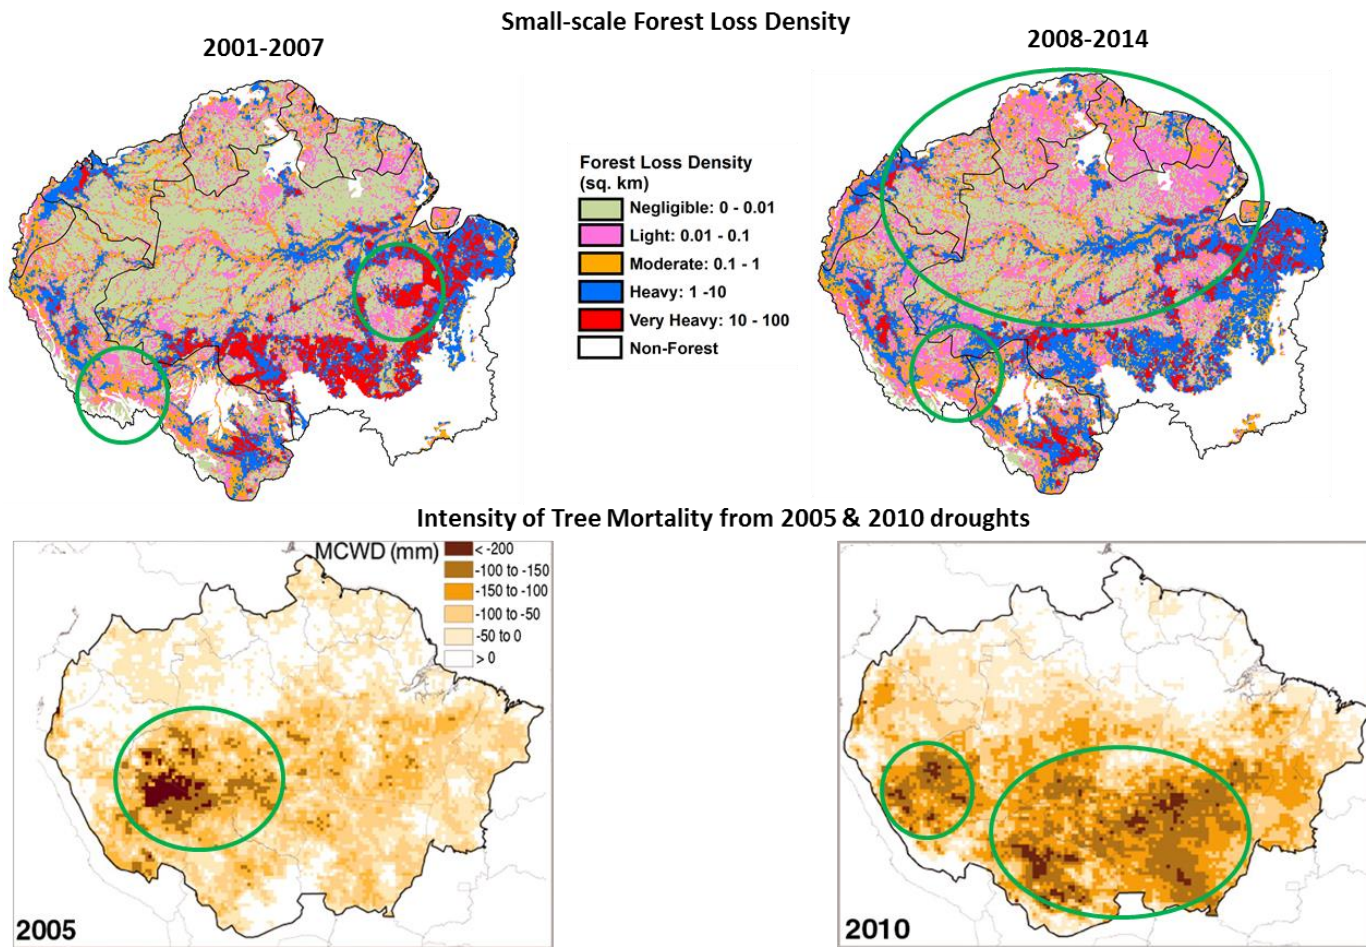 Small-scale Forest Loss Density
2001-2007
2008-2014
Forest Loss Density
(sq. km)
Negligible: 0 - 0.01
Light: 0.01 - 0.1
Moderate: 0.1 - 1
Heavy: 1 -10
Very Heavy: 10 - 100
Non-Forest
Intensity of Tree Mortality from 2005 & 2010 droughts
MCWD (mm)
< -200
-100 to -150
-150 to -100
-100 to -50
-50 to 0
> 0
2005
2010